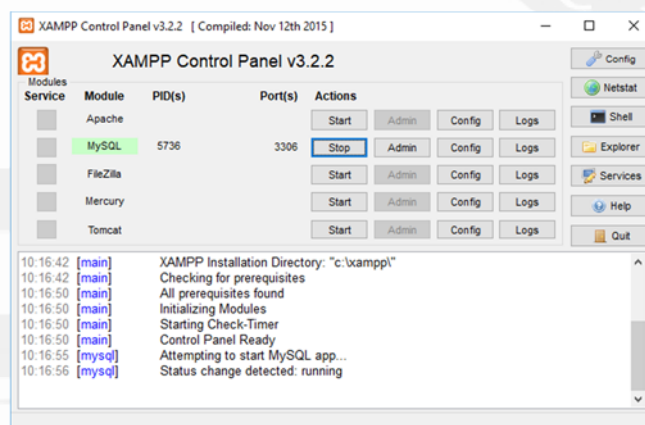 XAMPP Control Panel v3.2.2 [ Compiled: Nov 12th 2015 ]
XAMPP Control Panel v3.2.2
Config
Modules
Service Module PID(s) Port(s) Actions
Netstat
Apache Start Admin Config Logs
Shell
MySQL 5736 3306 Stop Admin Config Logs
Explorer
FileZilla Start Admin Config Logs
Services
Mercury Start Admin Config Logs
Help
Tomcat Start Admin Config Logs
Quit
10:16:42 [main] XAMPP Installation Directory: "c:\xampp\"
10:16:42 [main] Checking for prerequisites
10:16:50 [main] All prerequisites found
10:16:50 [main] Initializing Modules
10:16:50 [main] Starting Check-Timer
10:16:50 [main] Control Panel Ready
10:16:55 [mysql] Attempting to start MySQL app...
10:16:56 [mysql] Status change detected: running